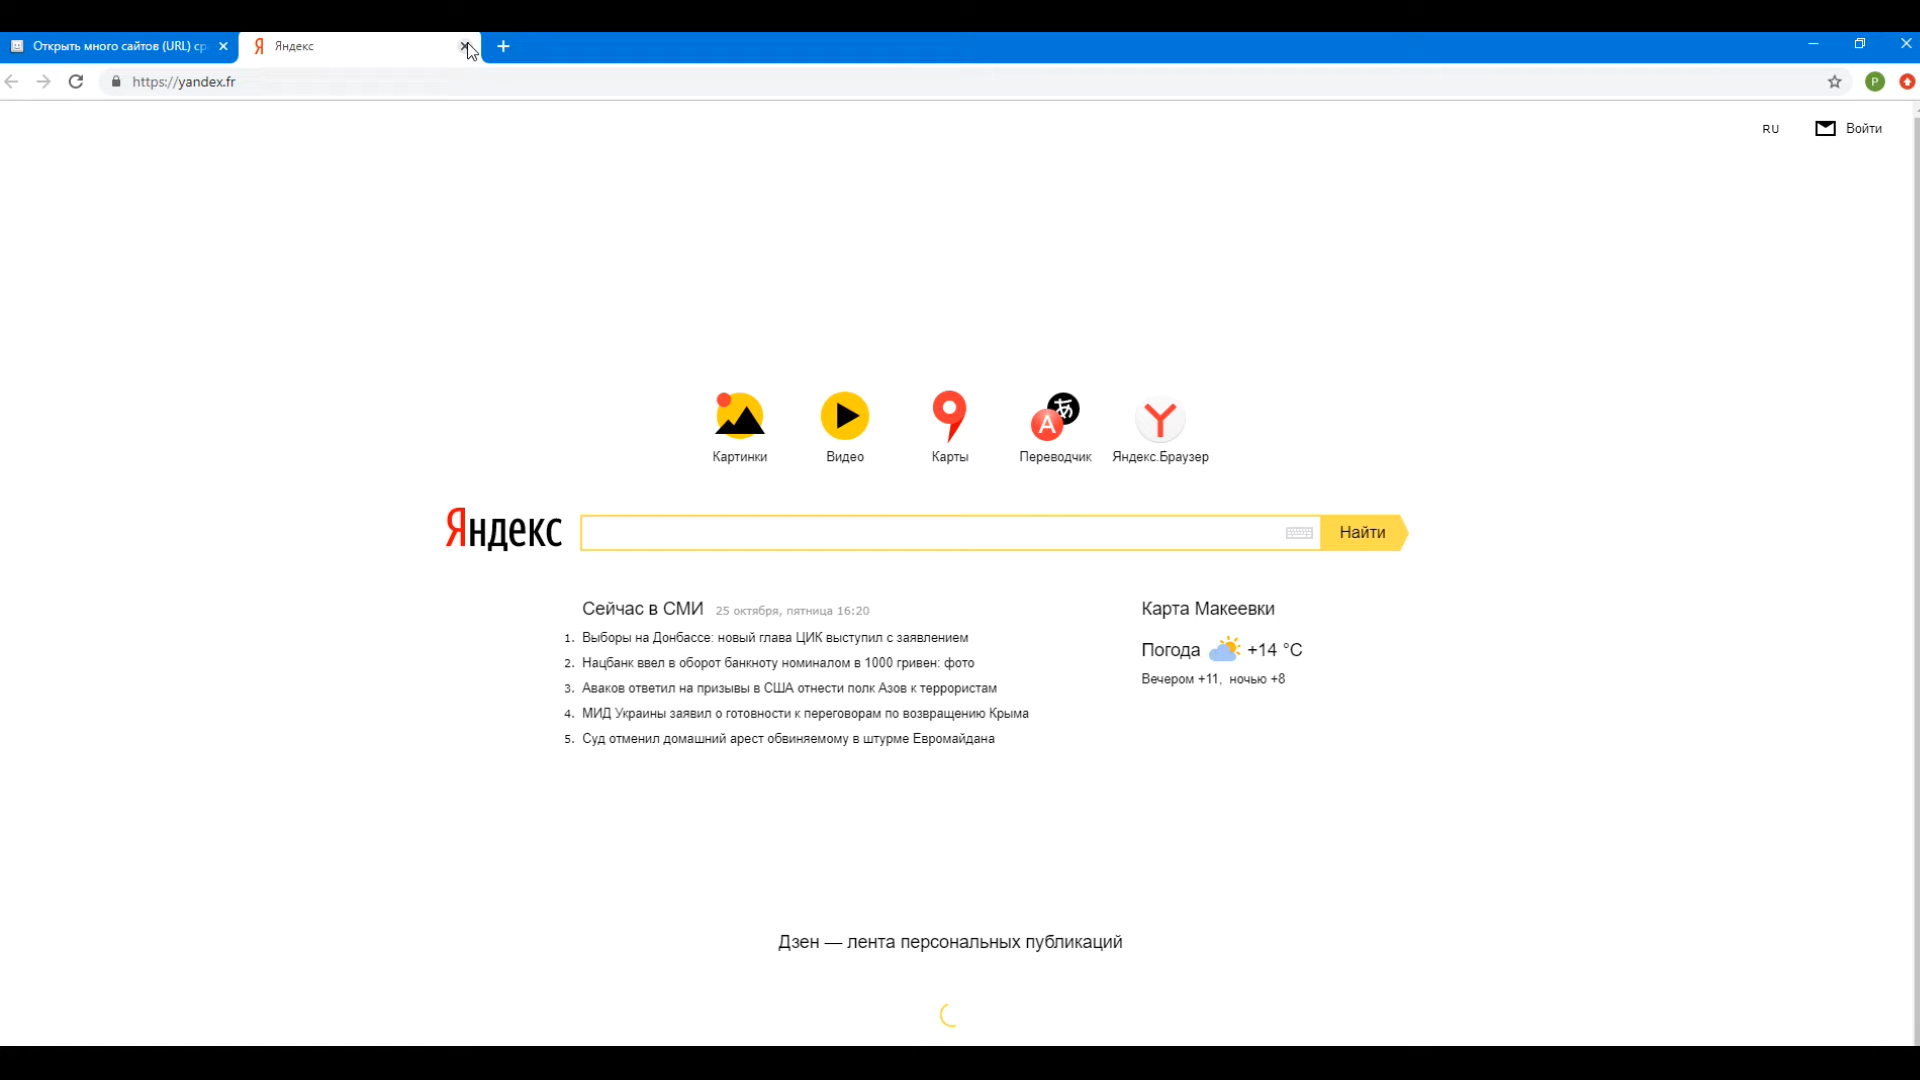 Открыть много сайтов (URL) ср
Яндекс
https://yandex.fr
RU
Войти
Картинки
Видео
Карты
Переводчик
Яндекс.Браузер
Яндекс
Найти
Сейчас в СМИ 25 октября, пятница 16:20
1. Выборы на Донбассе: новый глава ЦИК выступил с заявлением
2. Нацбанк ввел в оборот банкноту номиналом в 1000 гривен: фото
3. Аваков ответил на призывы в США отнести полк Азов к террористам
4. МИД Украины заявил о готовности к переговорам по возвращению Крыма
5. Суд отменил домашний арест обвиняемому в штурме Евромайдана
Карта Макеевки
Погода +14 °C
Вечером +11, ночью +8
Дзен — лента персональных публикаций